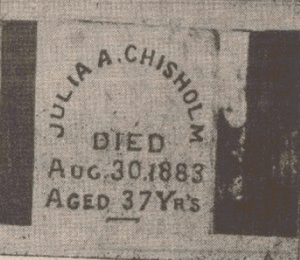 JULIA A. CHISHOLM
DIED
AUG. 30. 1883
AGED 37 YR'S